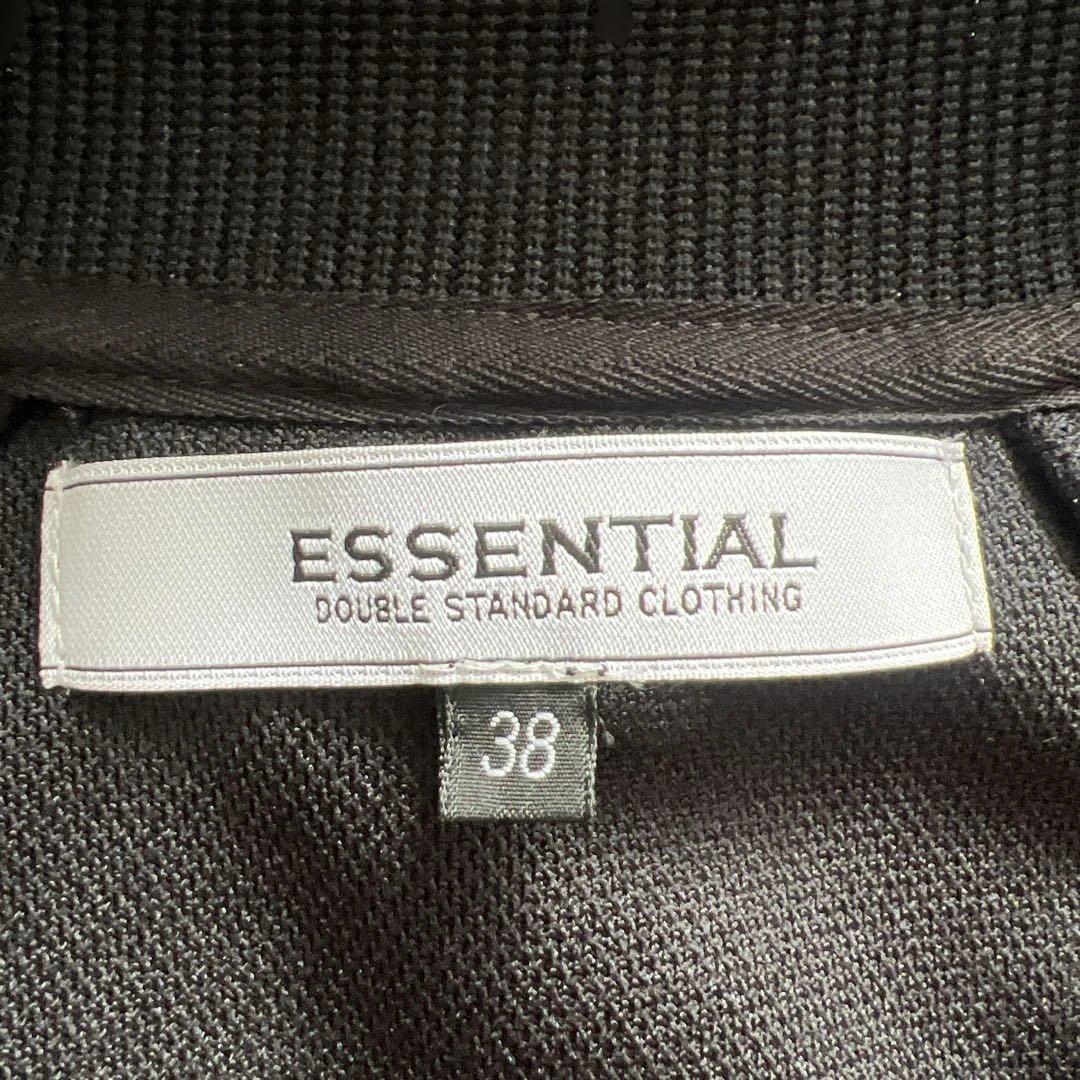 ESSENTIAL
DOUBLE STANDARD CLOTHING
38